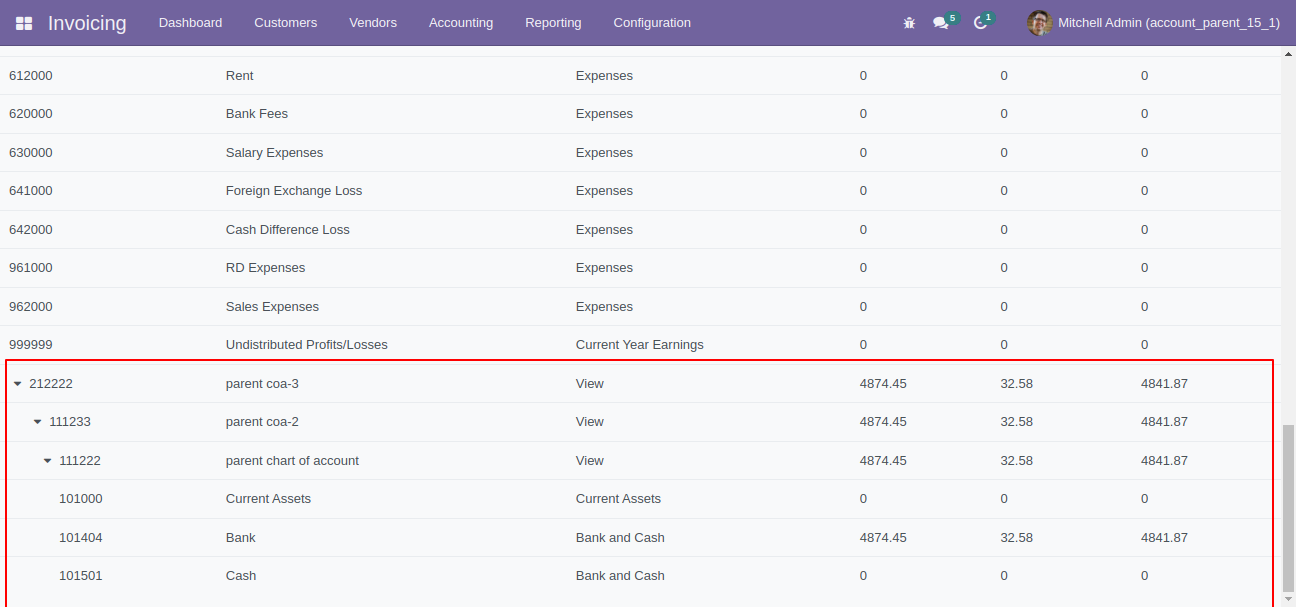 Invoicing Dashboard Customers Vendors Accounting Reporting Configuration 5 1 Mitchell Admin (account_parent_15_1)
612000 Rent Expenses 0 0 0
620000 Bank Fees Expenses 0 0 0
630000 Salary Expenses Expenses 0 0 0
641000 Foreign Exchange Loss Expenses 0 0 0
642000 Cash Difference Loss Expenses 0 0 0
961000 RD Expenses Expenses 0 0 0
962000 Sales Expenses Expenses 0 0 0
999999 Undistributed Profits/Losses Current Year Earnings 0 0 0
212222 parent coa-3 View 4874.45 32.58 4841.87
111233 parent coa-2 View 4874.45 32.58 4841.87
111222 parent chart of account View 4874.45 32.58 4841.87
101000 Current Assets Current Assets 0 0 0
101404 Bank Bank and Cash 4874.45 32.58 4841.87
101501 Cash Bank and Cash 0 0 0